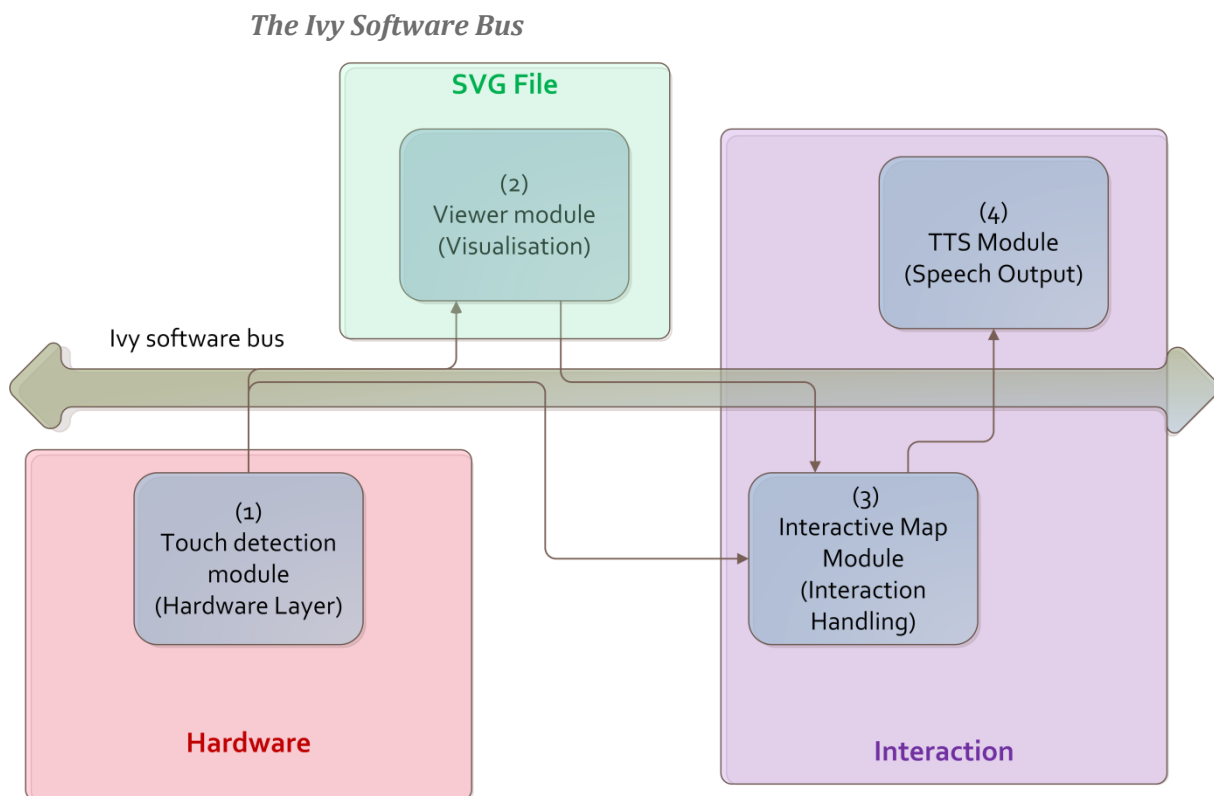 The Ivy Software Bus
SVG File
(2)
Viewer module
(Visualisation)
(4)
TTS Module
(Speech Output)
Ivy software bus
(1)
Touch detection
module
(Hardware Layer)
(3)
Interactive Map
Module
(Interaction
Handling)
Hardware
Interaction